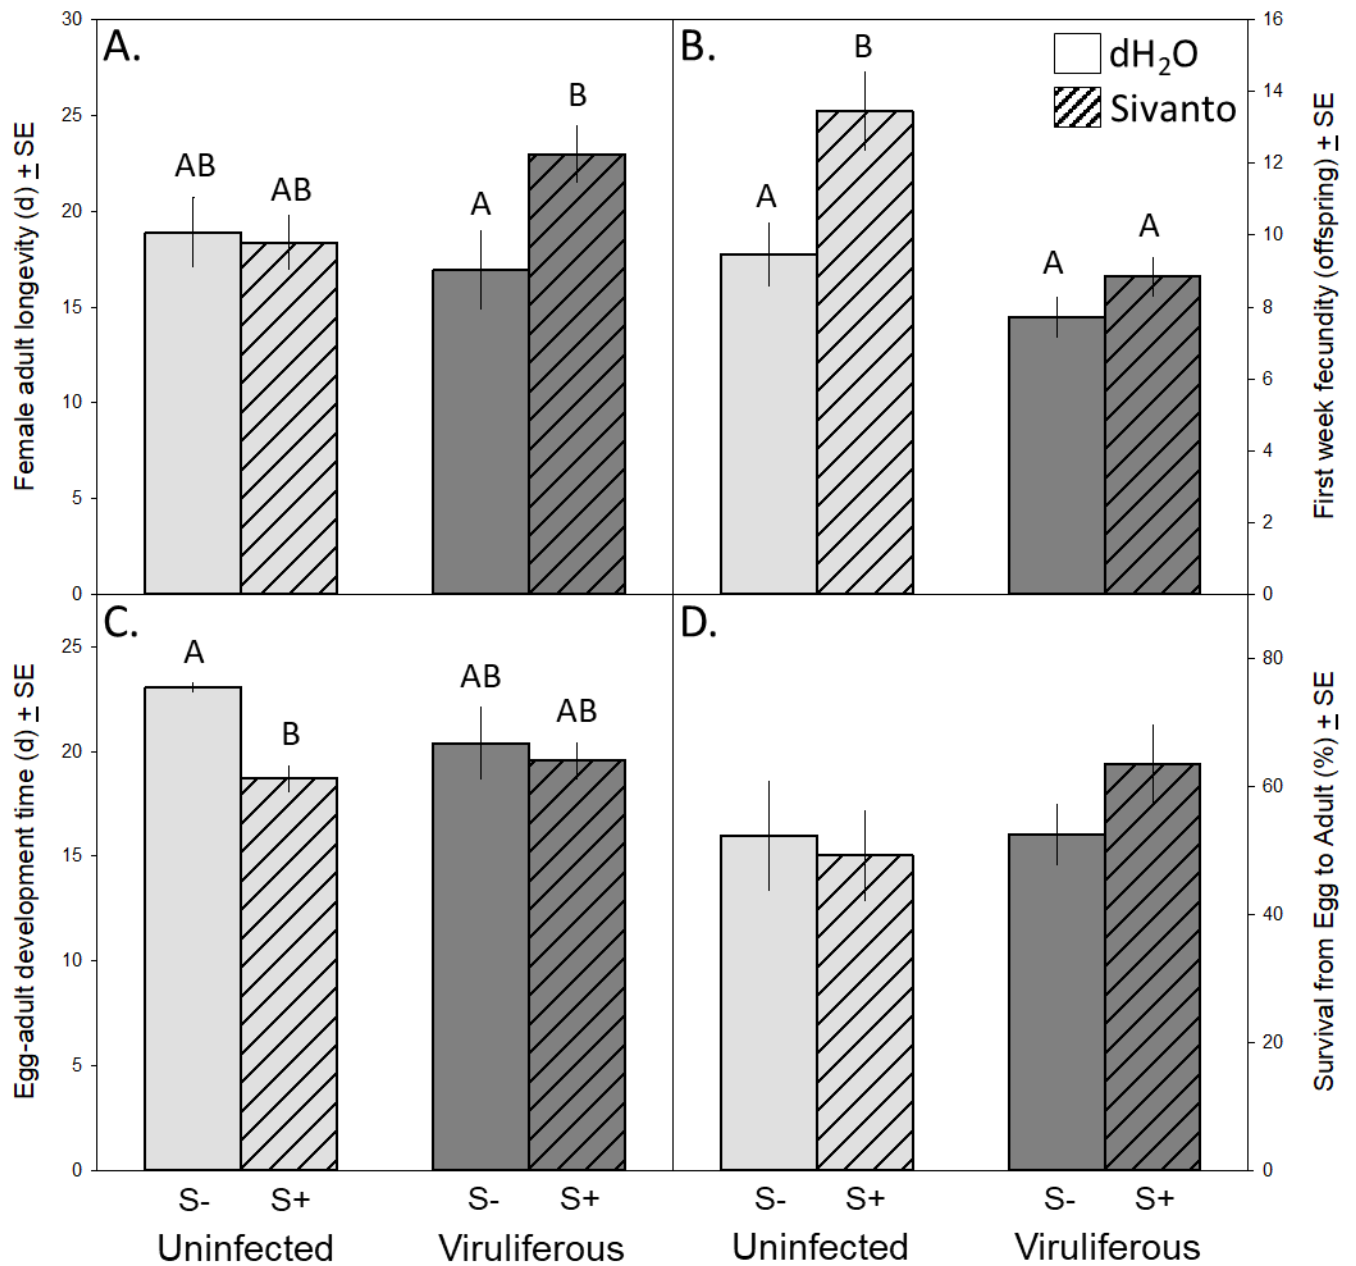 A.
Female adult longevity (d) ± SE
30
25
20
15
10
5
0
AB
AB
A
B
B.
dH₂O
Sivanto
First week fecundity (offspring) ± SE
16
14
12
10
8
6
4
2
0
A
B
A
A
C.
Egg-adult development time (d) ± SE
25
20
15
10
5
0
A
B
AB
AB
D.
Survival from Egg to Adult (%) ± SE
80
60
40
20
0
S- S+ S- S+ S- S+ S- S+
Uninfected Viruliferous Uninfected Viruliferous